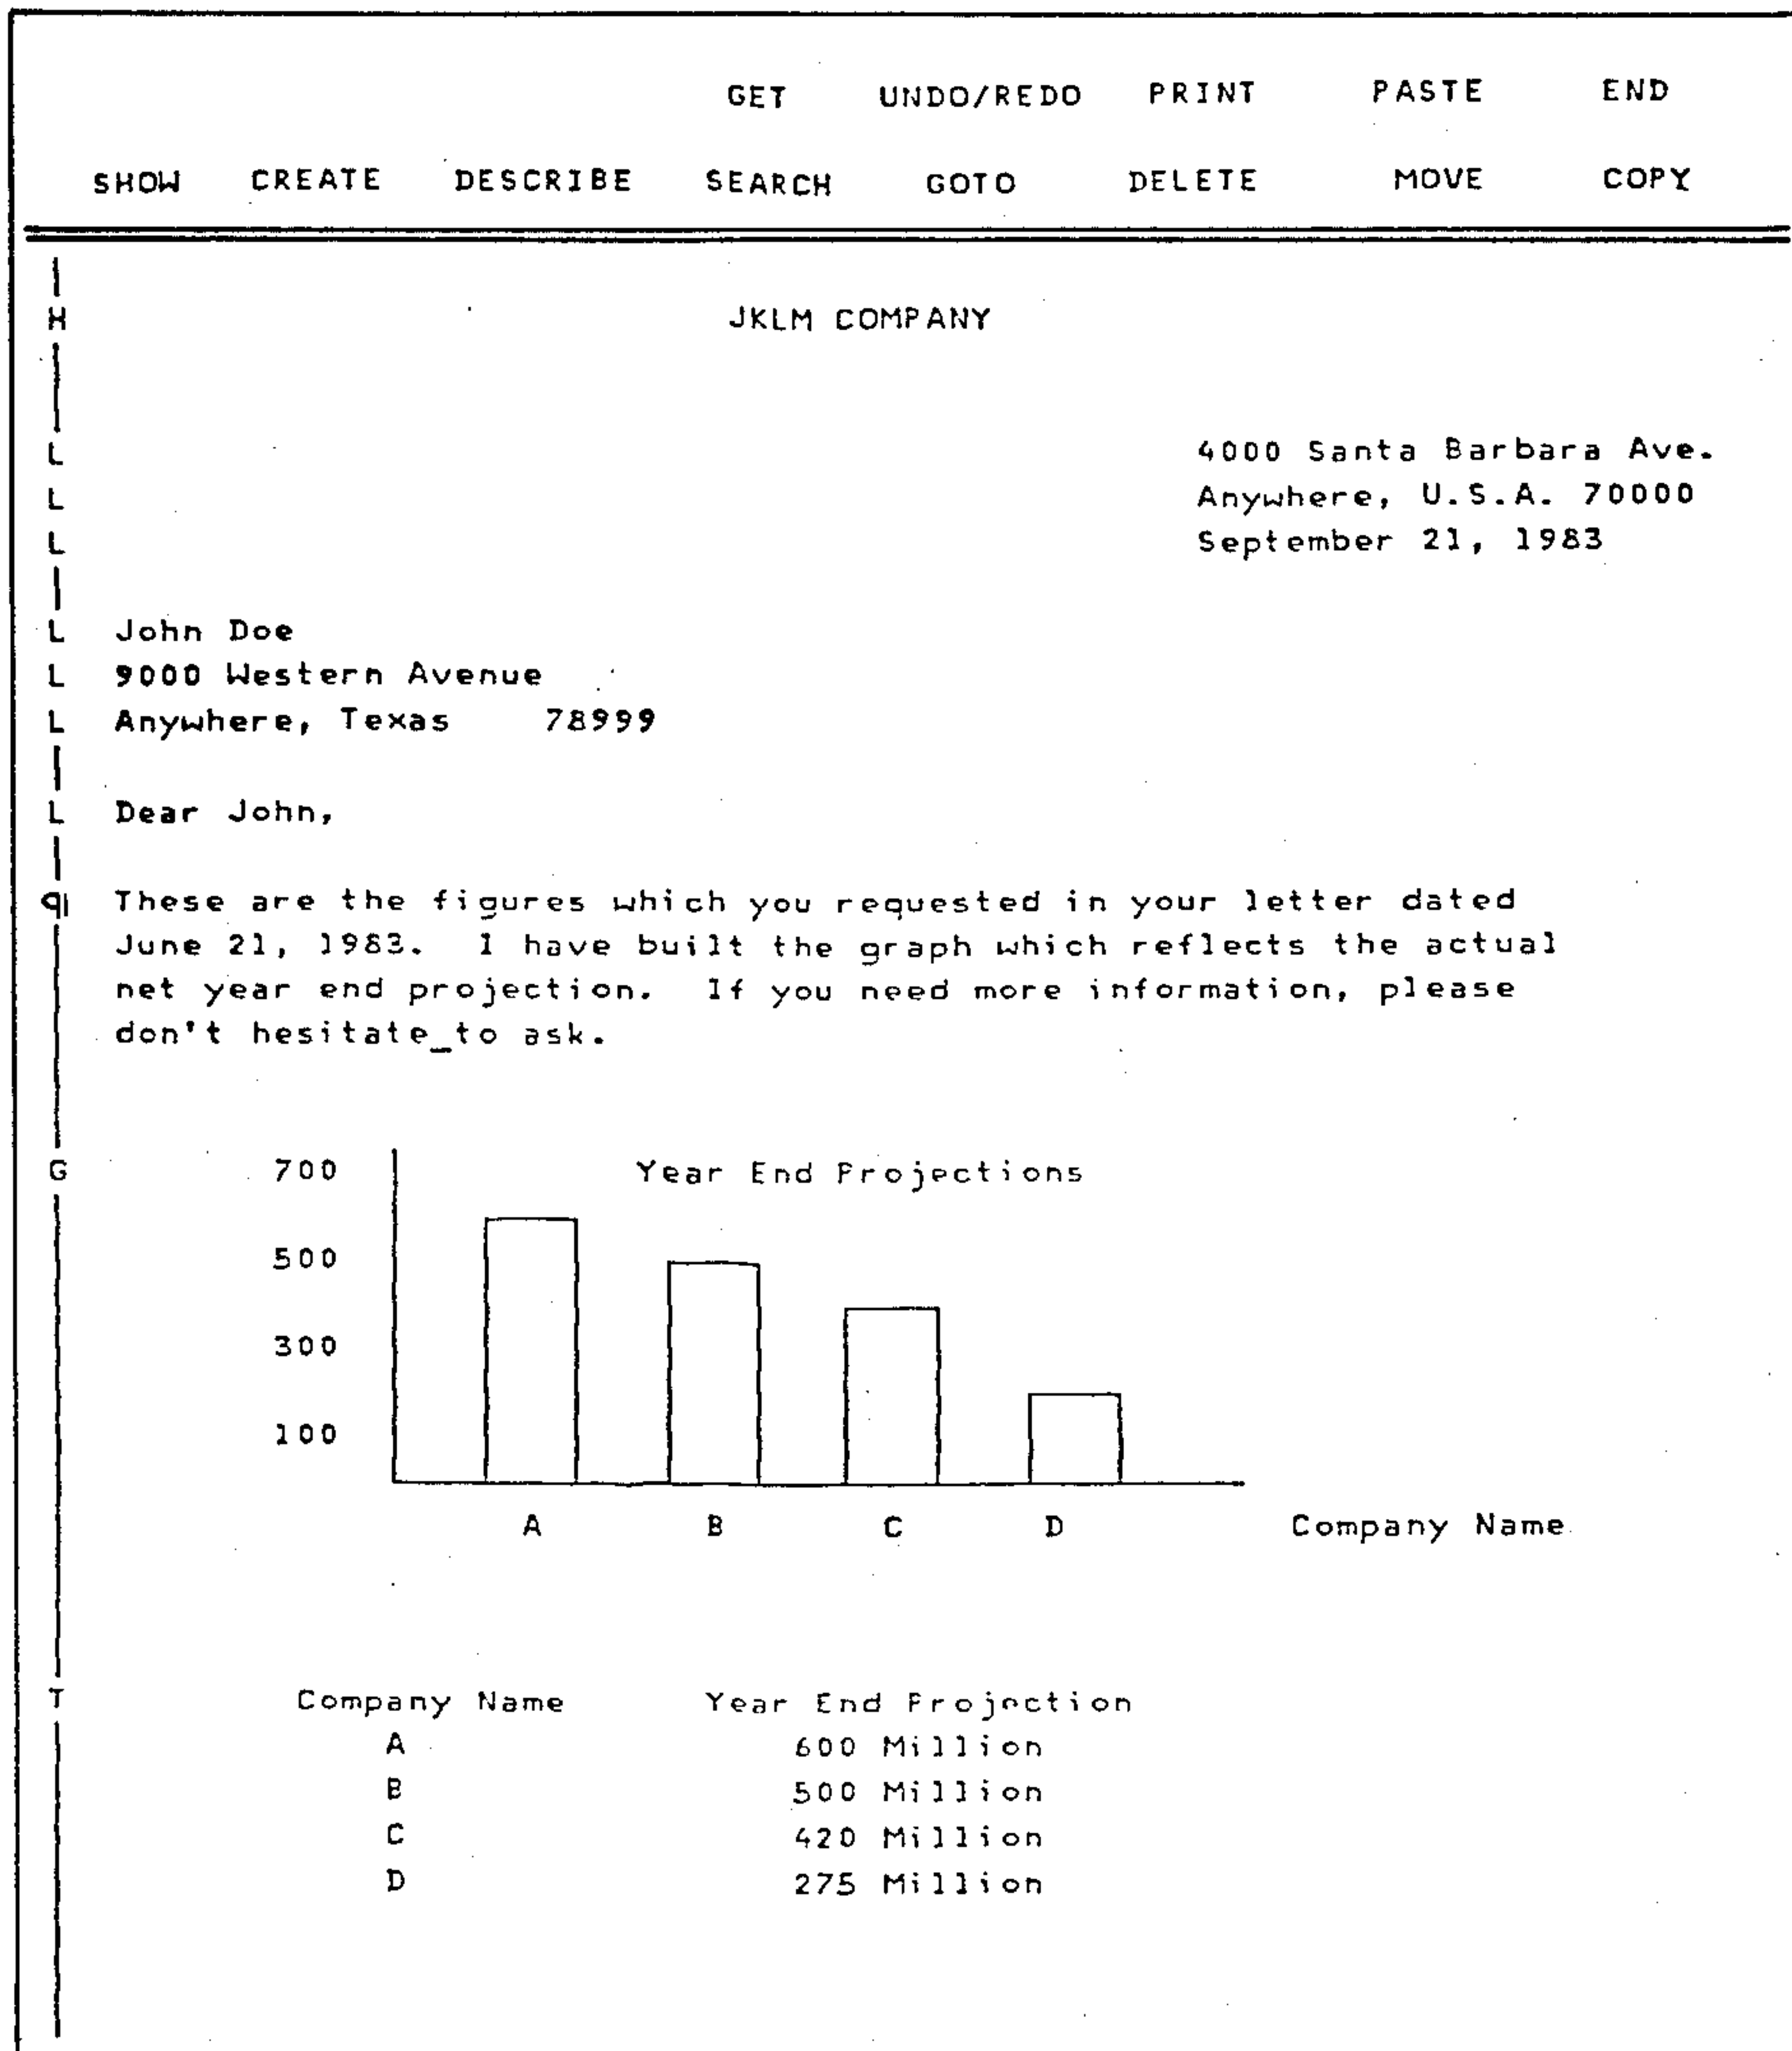 GET UNDO/REDO PRINT PASTE END
SHOW CREATE DESCRIBE SEARCH GOTO DELETE MOVE COPY
H JKLM COMPANY
L 4000 Santa Barbara Ave.
L Anywhere, U.S.A. 70000
L September 21, 1983
L John Doe
L 9000 Western Avenue
L Anywhere, Texas 78999
L Dear John,
¶ These are the figures which you requested in your letter dated
June 21, 1983. I have built the graph which reflects the actual
net year end projection. If you need more information, please
don't hesitate_to ask.
G 700 Year End Projections
500
300
100
A B C D Company Name
T Company Name Year End Projection
A 600 Million
B 500 Million
C 420 Million
D 275 Million